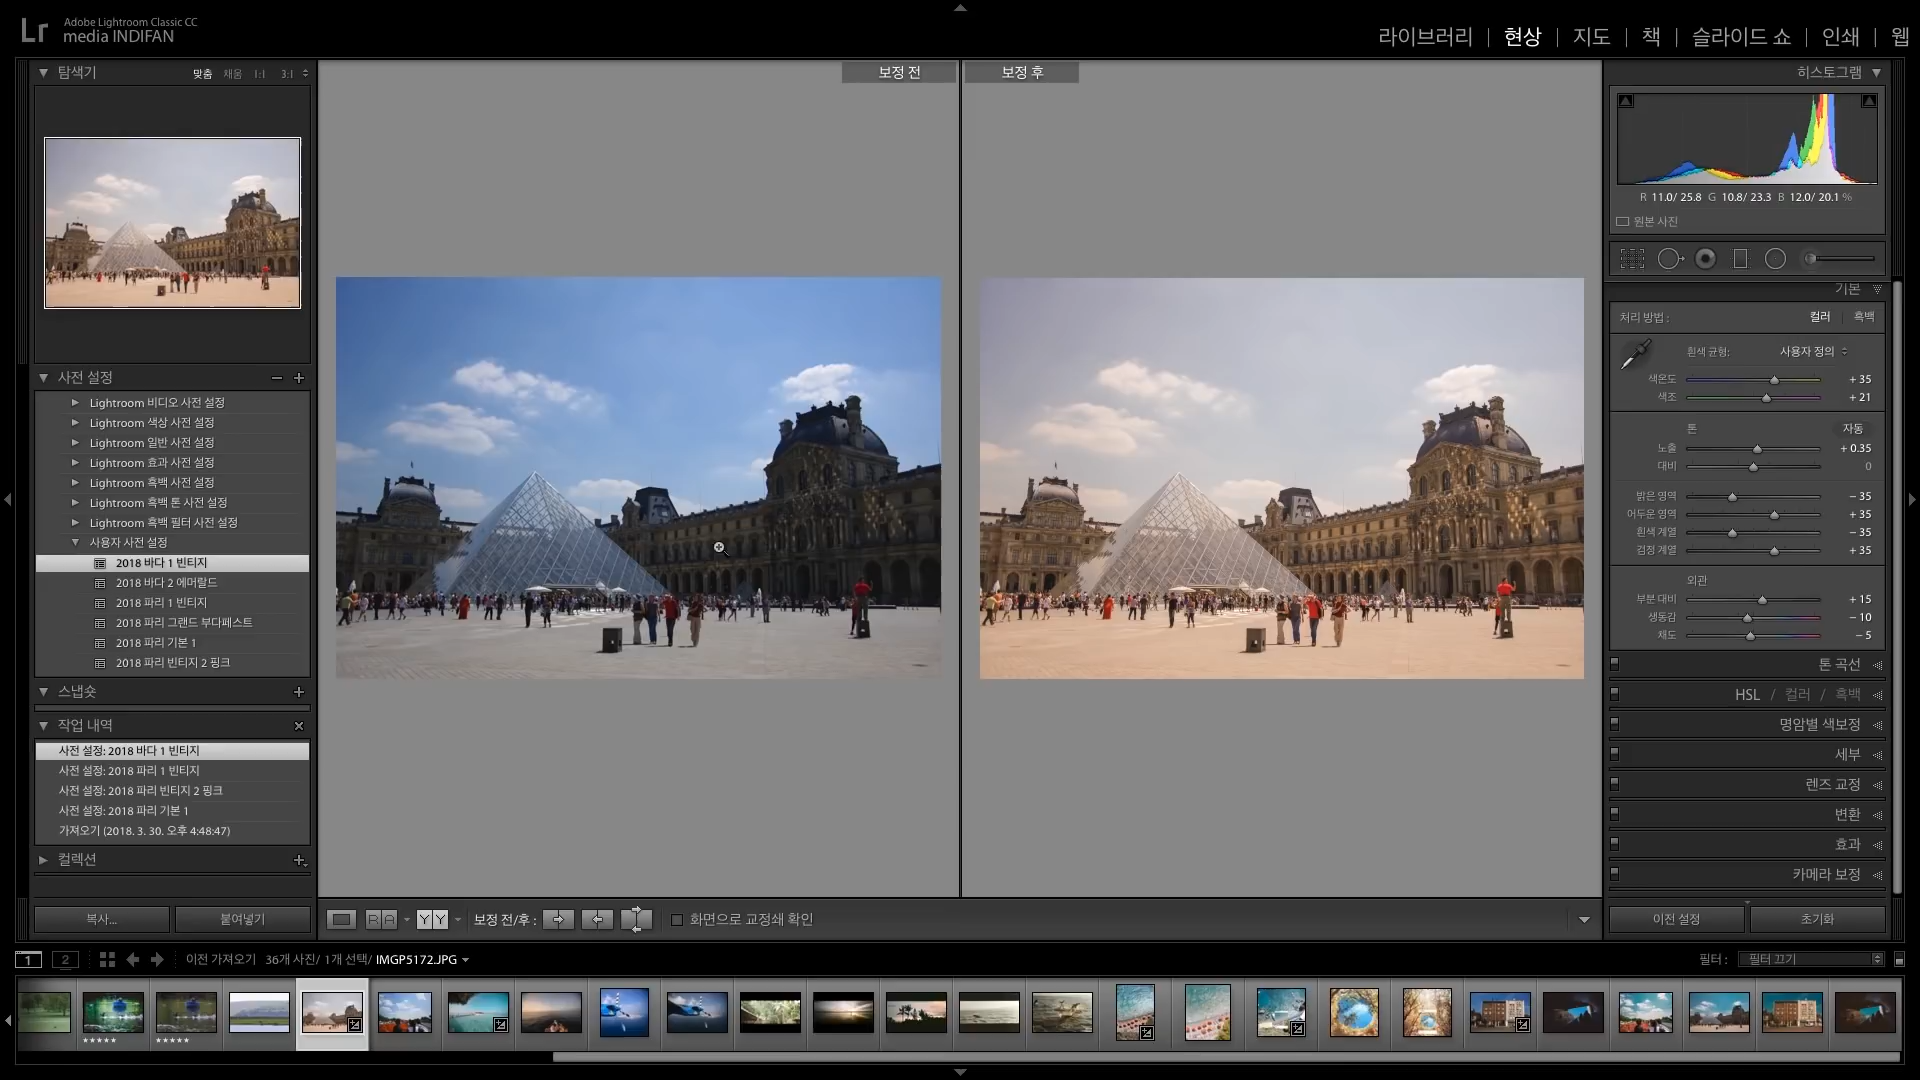 Lr
Adobe Lightroom Classic CC
media INDIFAN
라이브러리 | 현상 | 지도 | 책 | 슬라이드 쇼 | 인쇄 | 웹
탐색기 맞춤 채움 1:1 3:1
보정 전
보정 후
히스토그램
R 11.0/ 25.8 G 10.8/ 23.3 B 12.0/ 20.1 %
원본 사진
기본
처리 방법 : 컬러 흑백
흰색 균형: 사용자 정의
색온도 + 35
색조 + 21
톤 자동
노출 + 0.35
대비 0
밝은 영역 – 35
어두운 영역 + 35
흰색 계열 – 35
검정 계열 + 35
외관
부분 대비 + 15
생동감 – 10
채도 – 5
톤 곡선
HSL / 컬러 / 흑백
명암별 색보정
세부
렌즈 교정
변환
효과
카메라 보정
이전 설정
초기화
사전 설정
Lightroom 비디오 사전 설정
Lightroom 색상 사전 설정
Lightroom 일반 사전 설정
Lightroom 효과 사전 설정
Lightroom 흑백 사전 설정
Lightroom 흑백 톤 사전 설정
Lightroom 흑백 필터 사전 설정
사용자 사전 설정
2018 바다 1 빈티지
2018 바다 2 에머랄드
2018 파리 1 빈티지
2018 파리 그랜드 부다페스트
2018 파리 기본 1
2018 파리 빈티지 2 핑크
스냅숏
작업 내역
사전 설정: 2018 바다 1 빈티지
사전 설정: 2018 파리 1 빈티지
사전 설정: 2018 파리 빈티지 2 핑크
사전 설정: 2018 파리 기본 1
가져오기 (2018. 3. 30. 오후 4:48:47)
컬렉션
복사...
붙여넣기
R A
Y Y
보정 전/후 :
화면으로 교정쇄 확인
1 2 이전 가져오기 36개 사진/ 1개 선택/ IMGP5172.JPG
필터 : 필터 끄기